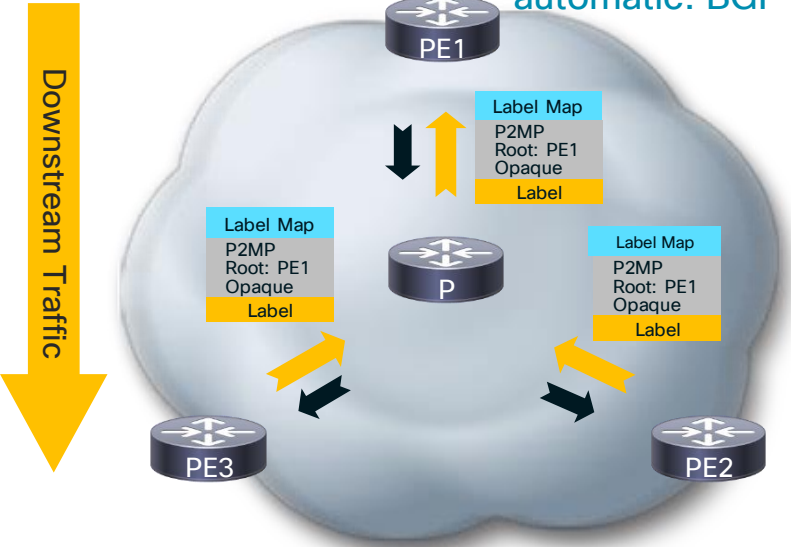 automatic. BGP
PE1
Label Map
P2MP
Root: PE1
Opaque
Label
Downstream Traffic
Label Map
P2MP
Root: PE1
Opaque
Label
P
Label Map
P2MP
Root: PE1
Opaque
Label
PE3
PE2